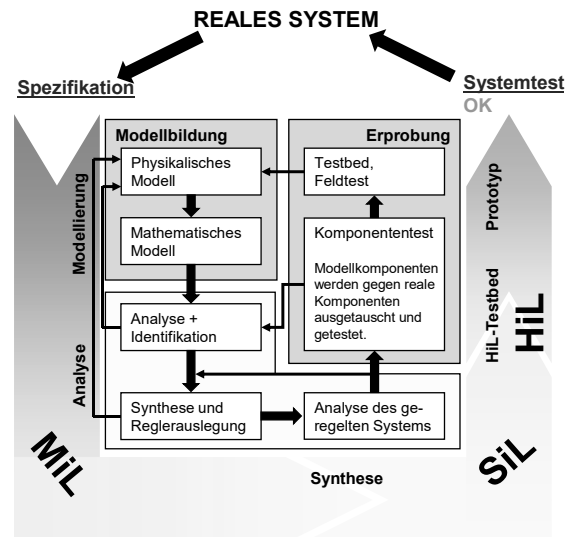 REALES SYSTEM
Spezifikation
Systemtest
OK
Modellbildung
Erprobung
Physikalisches
Modell
Testbed,
Feldtest
Mathematisches
Modell
Komponententest
Modellkomponenten
werden gegen reale
Komponenten
ausgetauscht und
getestet.
Analyse +
Identifikation
Synthese und
Reglerauslegung
Analyse des ge-
regelten Systems
Synthese
Modellierung
Analyse
MiL
SiL
HiL-Testbed
HiL
Prototyp